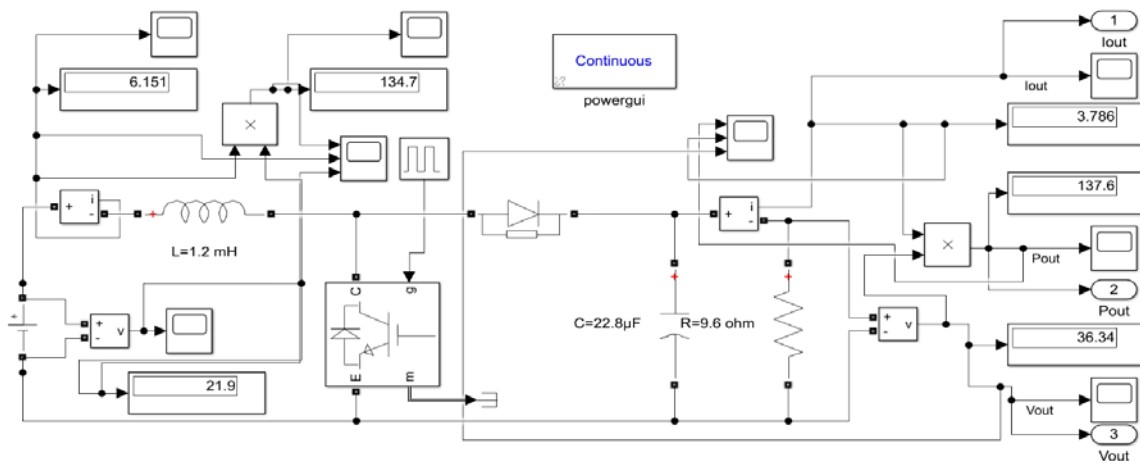 6.151
134.7
Continuous
powergui
1
Iout
Iout
3.786
137.6
i
+
-
L=1.2 mH
+
-
i
Pout
2
Pout
+
-
v
21.9
C
g
E
m
C=22.8µF
R=9.6 ohm
+
-
v
36.34
Vout
3
Vout